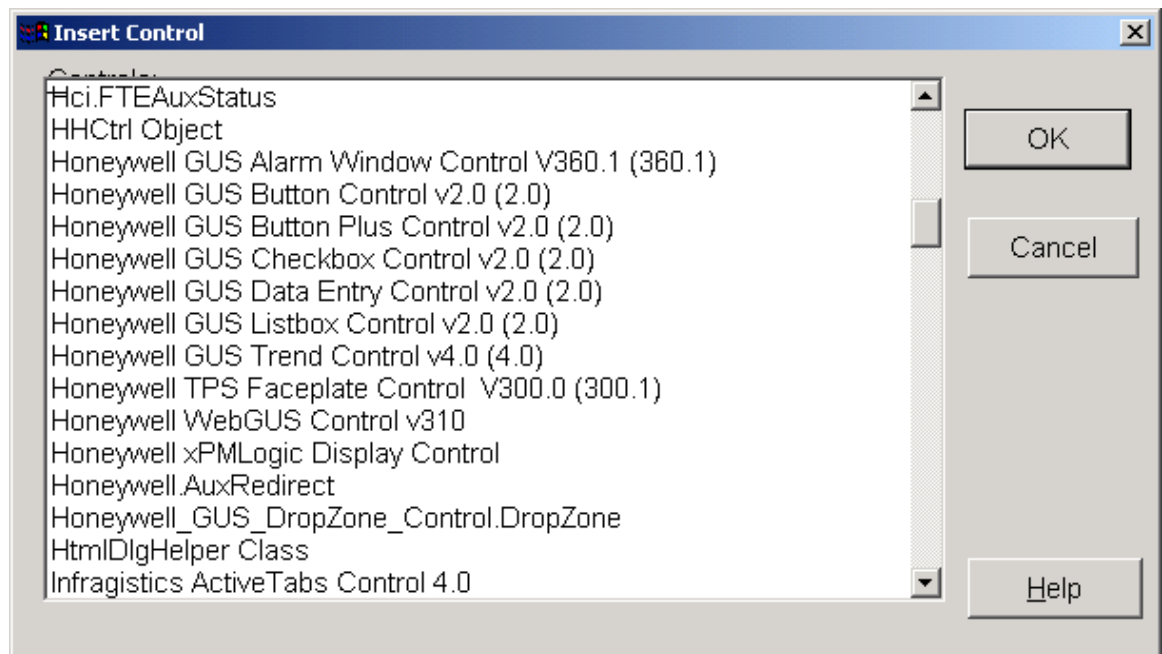 Insert Control
Controls:
Hci.FTEAuxStatus
HHCtrl Object
Honeywell GUS Alarm Window Control V360.1 (360.1)
Honeywell GUS Button Control v2.0 (2.0)
Honeywell GUS Button Plus Control v2.0 (2.0)
Honeywell GUS Checkbox Control v2.0 (2.0)
Honeywell GUS Data Entry Control v2.0 (2.0)
Honeywell GUS Listbox Control v2.0 (2.0)
Honeywell GUS Trend Control v4.0 (4.0)
Honeywell TPS Faceplate Control  V300.0 (300.1)
Honeywell WebGUS Control v310
Honeywell xPMLogic Display Control
Honeywell.AuxRedirect
Honeywell_GUS_DropZone_Control.DropZone
HtmlDlgHelper Class
Infragistics ActiveTabs Control 4.0
OK
Cancel
Help